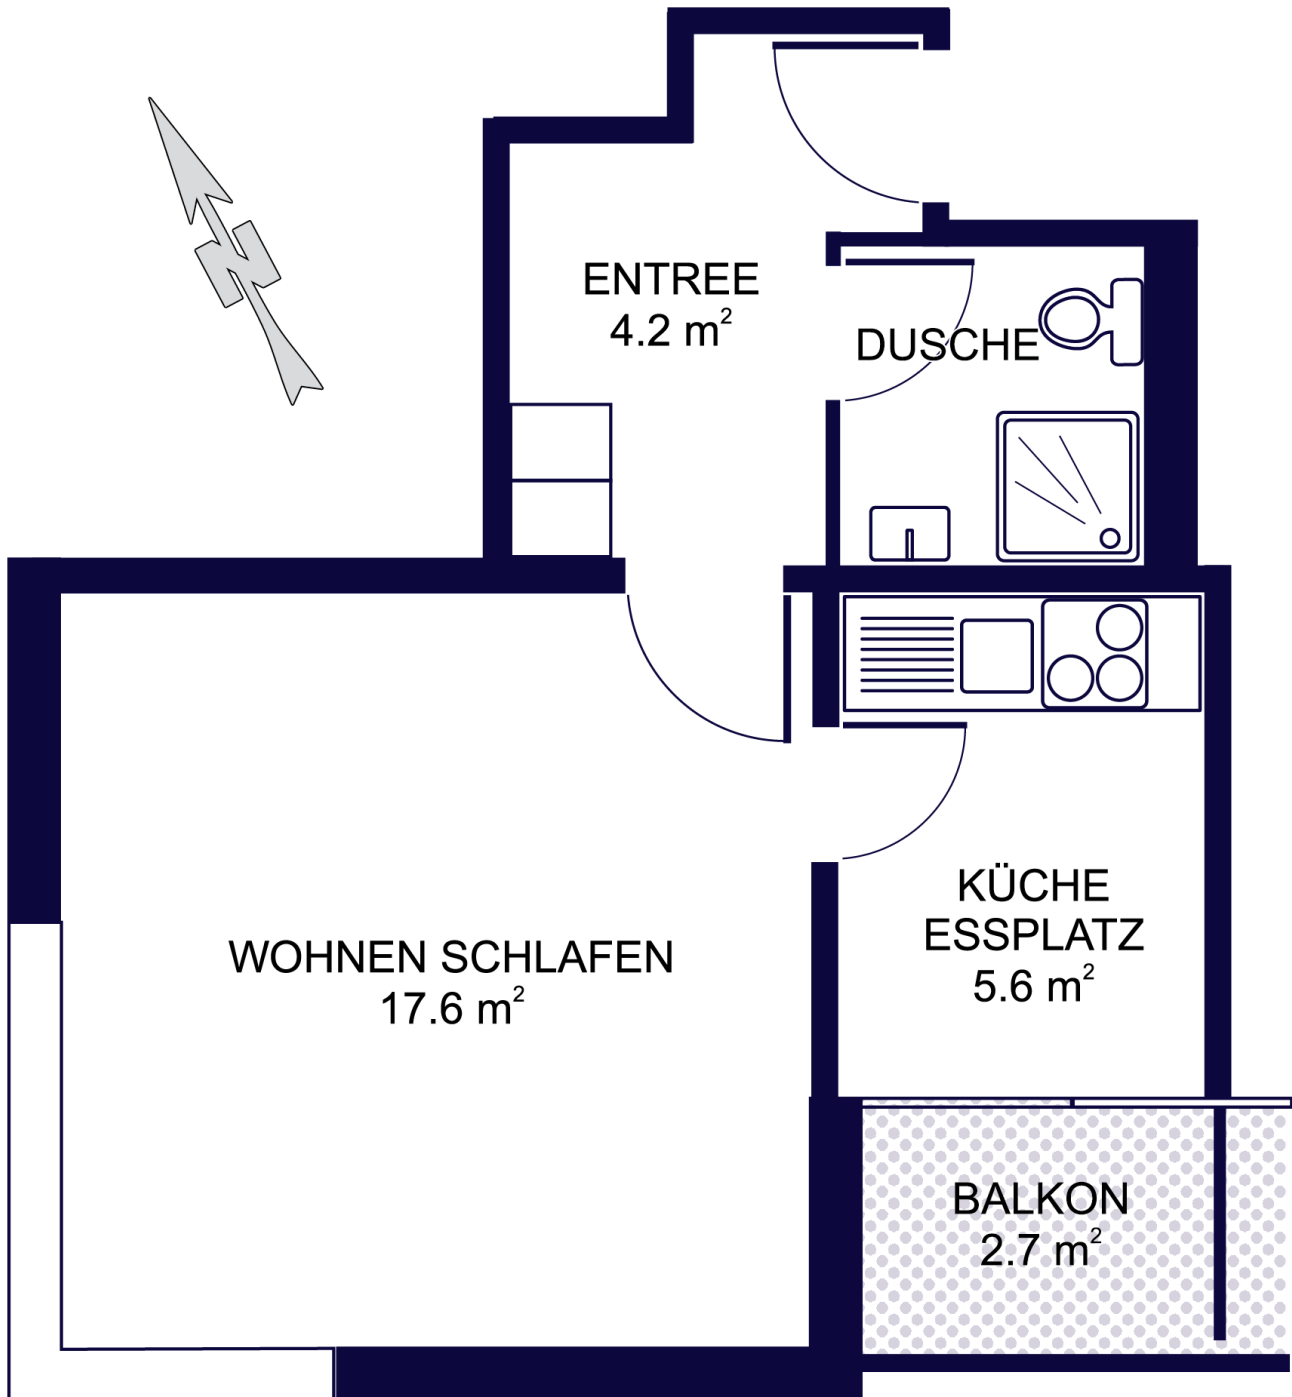 N
ENTREE
4.2 m²
DUSCHE
KÜCHE
ESSPLATZ
5.6 m²
WOHNEN SCHLAFEN
17.6 m²
BALKON
2.7 m²